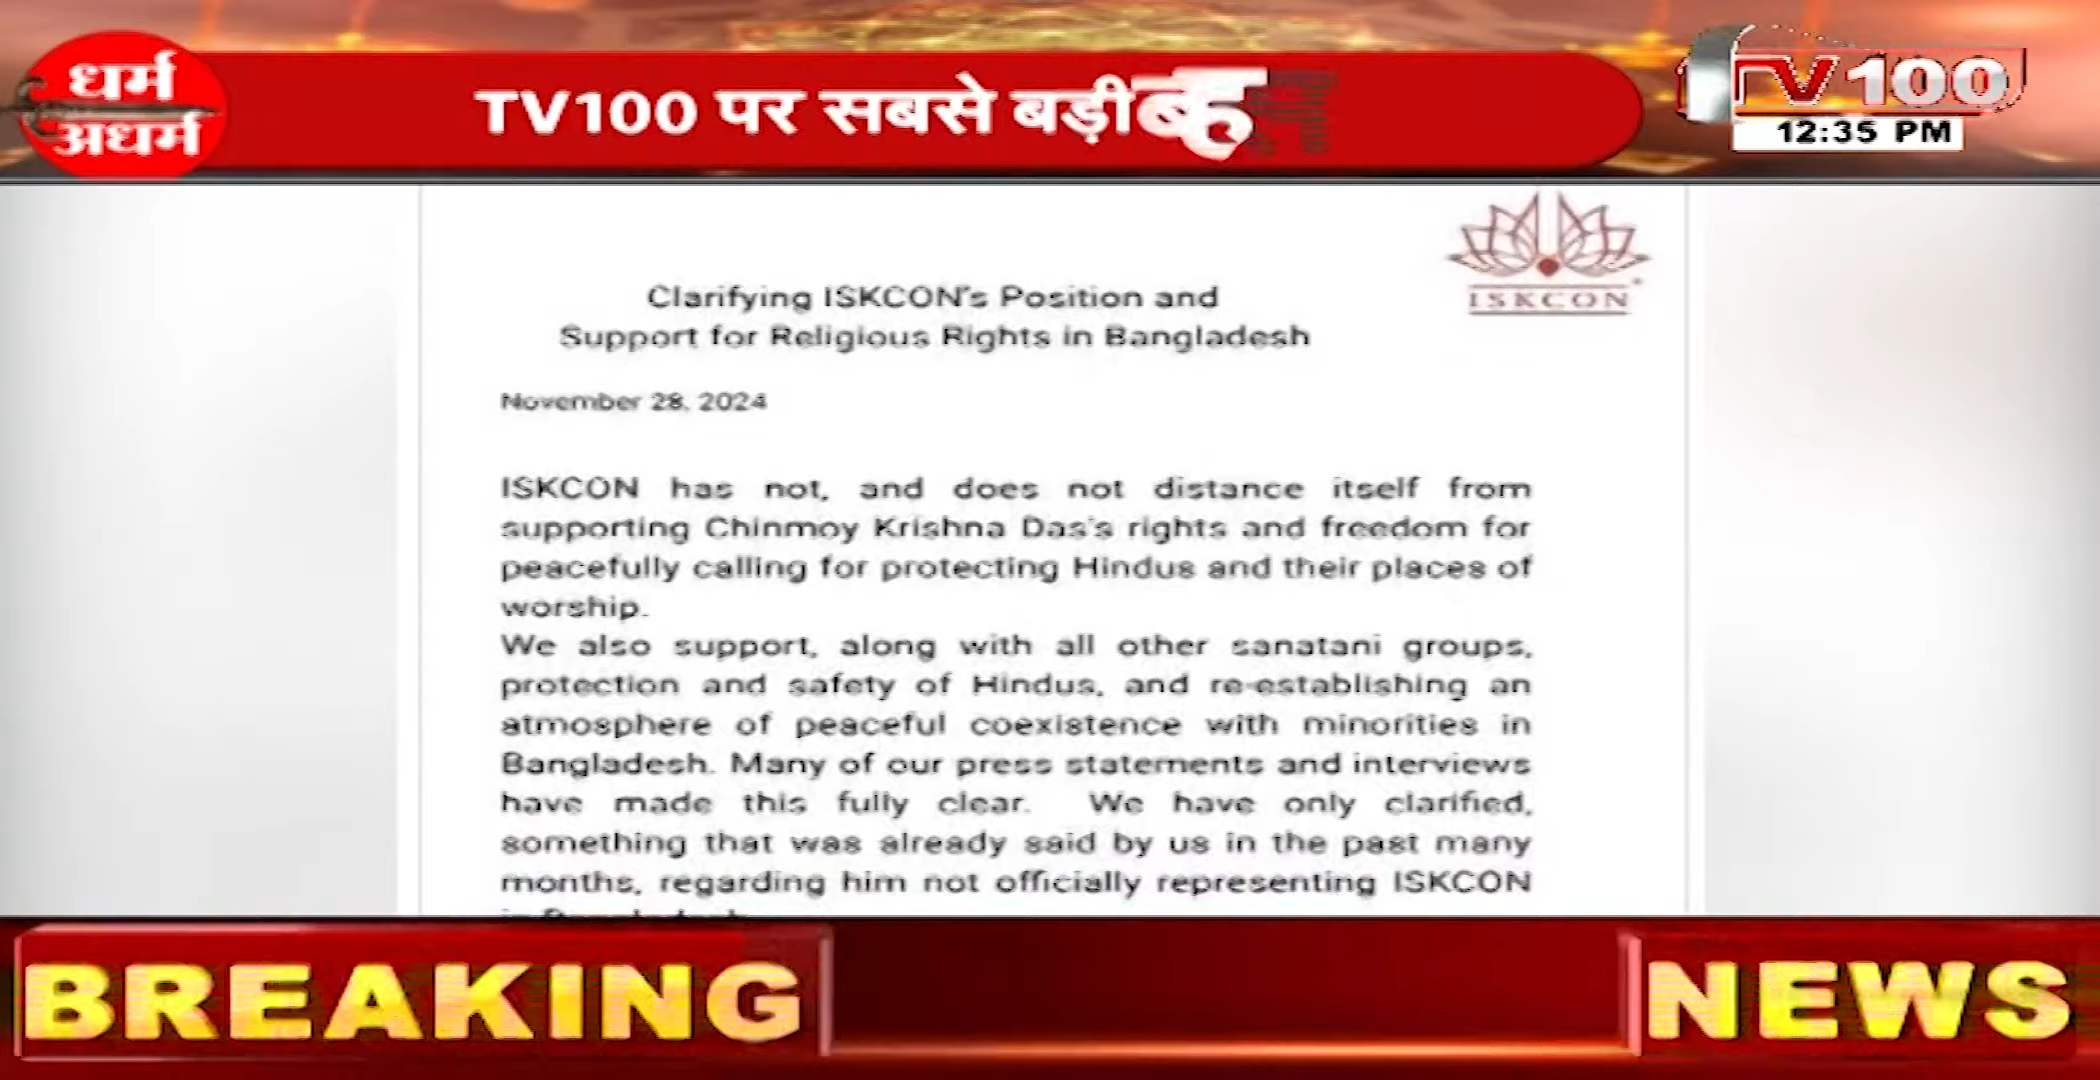 धर्म
अधर्म
TV100 पर सबसे बड़ी
TV100
12:35 PM
ISKCON
Clarifying ISKCON's Position and
Support for Religious Rights in Bangladesh
November 28, 2024
ISKCON has not, and does not distance itself from
supporting Chinmoy Krishna Das's rights and freedom for
peacefully calling for protecting Hindus and their places of
worship.
We also support, along with all other sanatani groups,
protection and safety of Hindus, and re-establishing an
atmosphere of peaceful coexistence with minorities in
Bangladesh. Many of our press statements and interviews
have made this fully clear. We have only clarified,
something that was already said by us in the past many
months, regarding him not officially representing ISKCON
BREAKING
NEWS